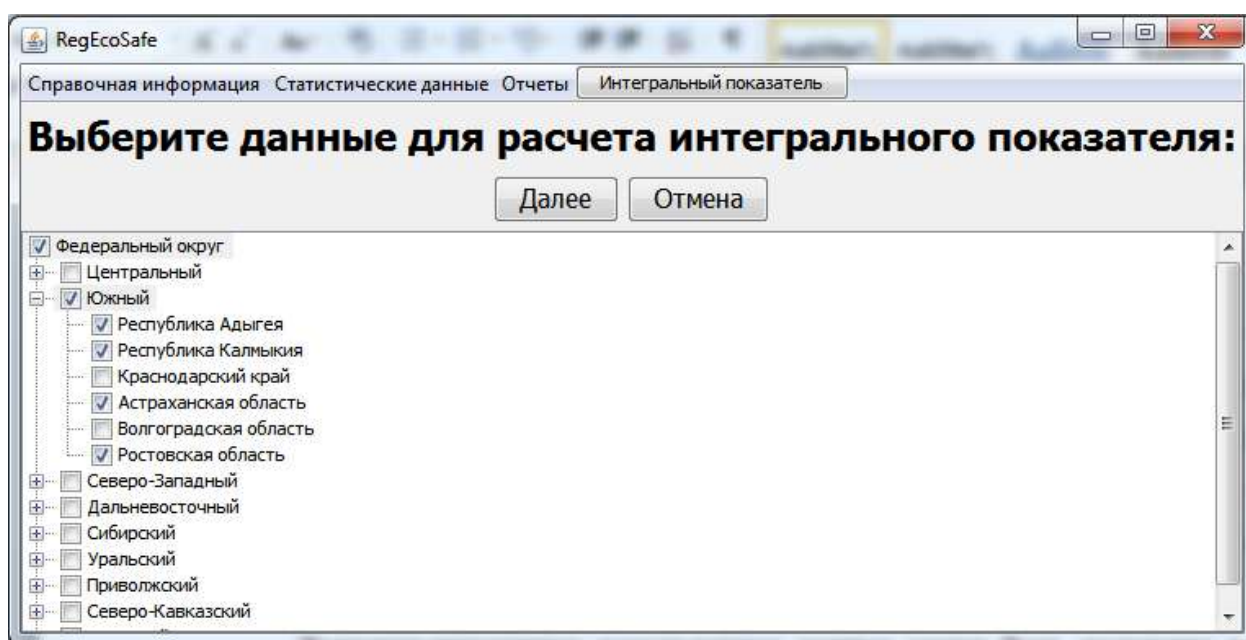 RegEcoSafe
Справочная информация Статистические данные Отчеты Интегральный показатель
Выберите данные для расчета интегрального показателя:
Далее Отмена
Федеральный округ
Центральный
Южный
Республика Адыгея
Республика Калмыкия
Краснодарский край
Астраханская область
Волгоградская область
Ростовская область
Северо-Западный
Дальневосточный
Сибирский
Уральский
Приволжский
Северо-Кавказский